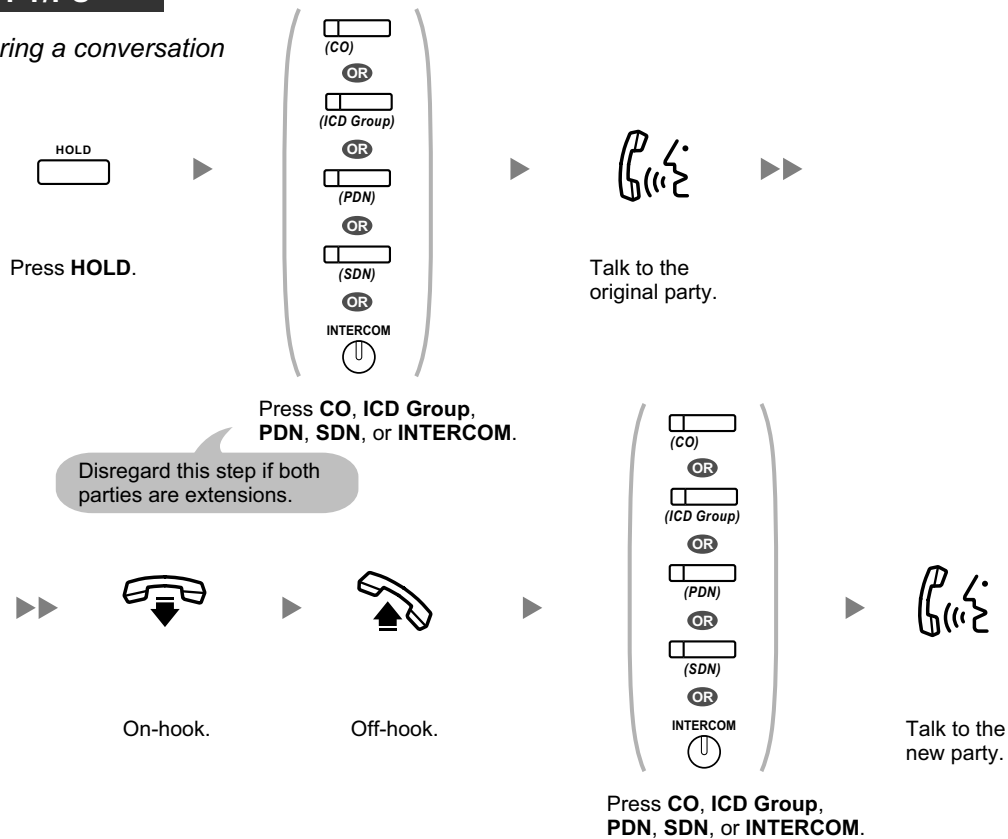 ring a conversation
HOLD
Press HOLD.
(CO)
OR
(ICD Group)
OR
(PDN)
OR
(SDN)
OR
INTERCOM
Press CO, ICD Group,
PDN, SDN, or INTERCOM.
Talk to the
original party.
Disregard this step if both
parties are extensions.
On-hook.
Off-hook.
(CO)
OR
(ICD Group)
OR
(PDN)
OR
(SDN)
OR
INTERCOM
Press CO, ICD Group,
PDN, SDN, or INTERCOM.
Talk to the
new party.